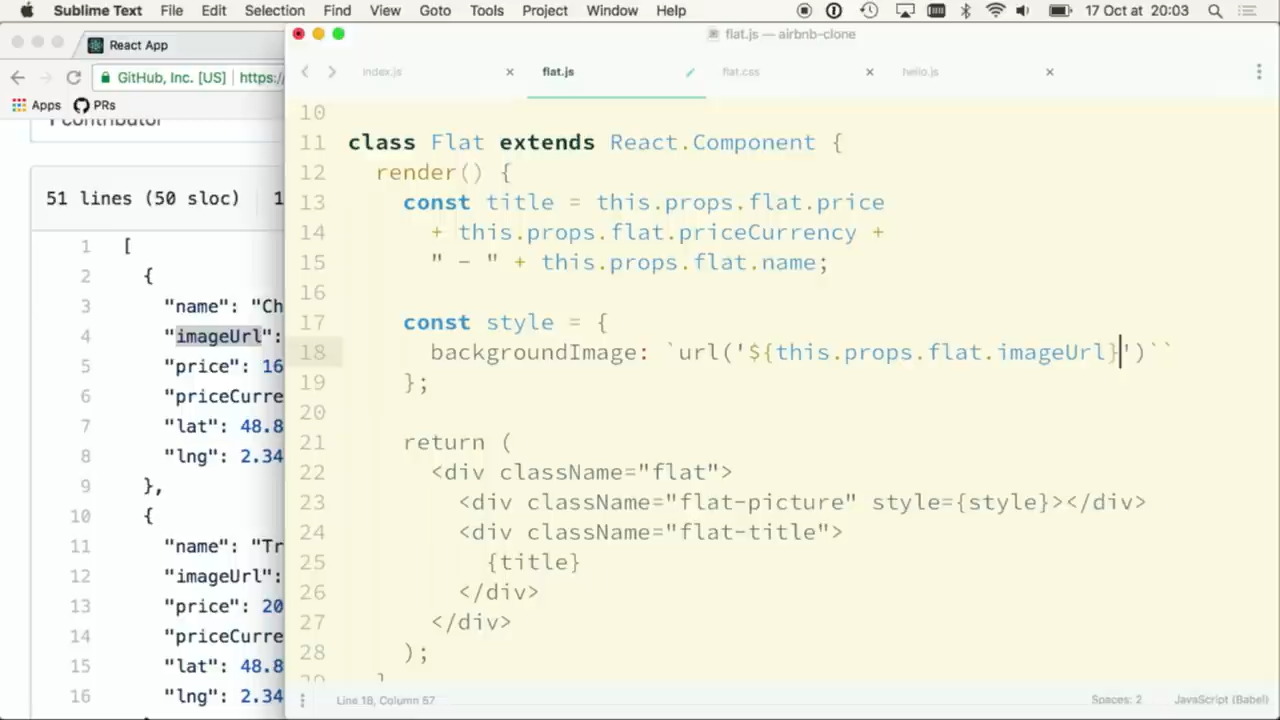 Sublime Text File Edit Selection Find View Goto Tools Project Window Help 17 Oct at 20:03
React App
GitHub, Inc. [US] https:/
Apps PRs
1 contributor
51 lines (50 sloc) 1
1 [
2 {
3 "name": "Ch
4 "imageUrl":
5 "price": 16
6 "priceCurre
7 "lat": 48.8
8 "lng": 2.34
9 },
10 {
11 "name": "Tr
12 "imageUrl":
13 "price": 20
14 "priceCurre
15 "lat": 48.8
16 "lng": 2.34
flat.js — airbnb-clone
index.js flat.js flat.css hello.js
10
11 class Flat extends React.Component {
12 render() {
13 const title = this.props.flat.price
14 + this.props.flat.priceCurrency +
15 " - " + this.props.flat.name;
16
17 const style = {
18 backgroundImage: `url('${this.props.flat.imageUrl}')``
19 };
20
21 return (
22 <div className="flat">
23 <div className="flat-picture" style={style}></div>
24 <div className="flat-title">
25 {title}
26 </div>
27 </div>
28 );
29 }
Line 18, Column 57 Spaces: 2 JavaScript (Babel)